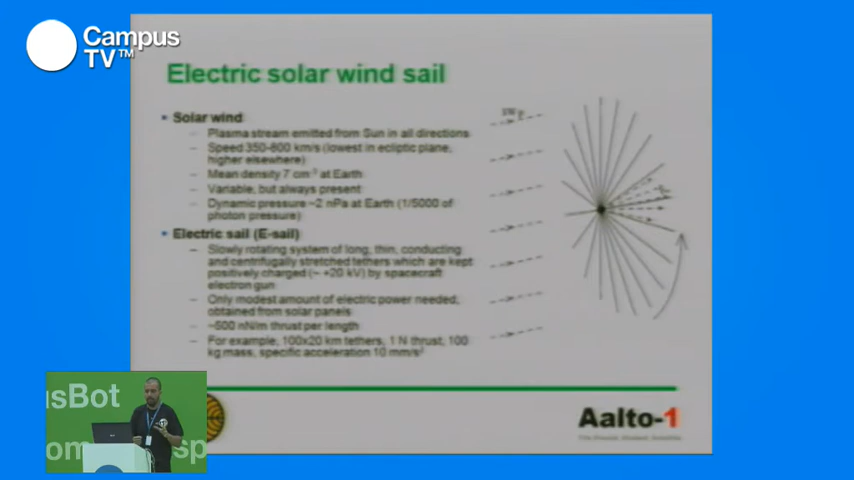 Campus
TV™
Electric solar wind sail
Solar wind
Plasma stream emitted from Sun in all directions
Speed 350-800 km/s (lowest in ecliptic plane,
higher elsewhere)
Mean density 7 cm⁻³ at Earth
Variable, but always present
Dynamic pressure ~2 nPa at Earth (1/5000 of
photon pressure)
Electric sail (E-sail)
Slowly rotating system of long, thin, conducting
and centrifugally stretched tethers which are kept
positively charged (~ +20 kV) by spacecraft
electron gun
Only modest amount of electric power needed,
obtained from solar panels
~500 nN/m thrust per length
For example, 100x20 km tethers, 1 N thrust, 100
kg mass, specific acceleration 10 mm/s²
Aalto-1
usBot
om
sp